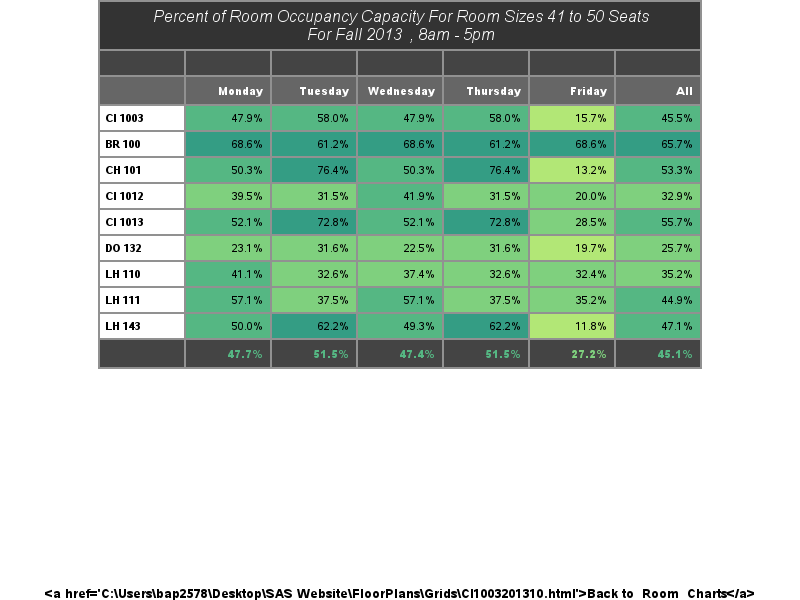 Percent of Room Occupancy Capacity For Room Sizes 41 to 50 Seats
For Fall 2013 , 8am - 5pm
Monday Tuesday Wednesday Thursday Friday All
CI 1003 47.9% 58.0% 47.9% 58.0% 15.7% 45.5%
BR 100 68.6% 61.2% 68.6% 61.2% 68.6% 65.7%
CH 101 50.3% 76.4% 50.3% 76.4% 13.2% 53.3%
CI 1012 39.5% 31.5% 41.9% 31.5% 20.0% 32.9%
CI 1013 52.1% 72.8% 52.1% 72.8% 28.5% 55.7%
DO 132 23.1% 31.6% 22.5% 31.6% 19.7% 25.7%
LH 110 41.1% 32.6% 37.4% 32.6% 32.4% 35.2%
LH 111 57.1% 37.5% 57.1% 37.5% 35.2% 44.9%
LH 143 50.0% 62.2% 49.3% 62.2% 11.8% 47.1%
47.7% 51.5% 47.4% 51.5% 27.2% 45.1%
<a href='C:\Users\bap2578\Desktop\SAS Website\FloorPlans\Grids\CI1003201310.html'>Back to Room Charts</a>